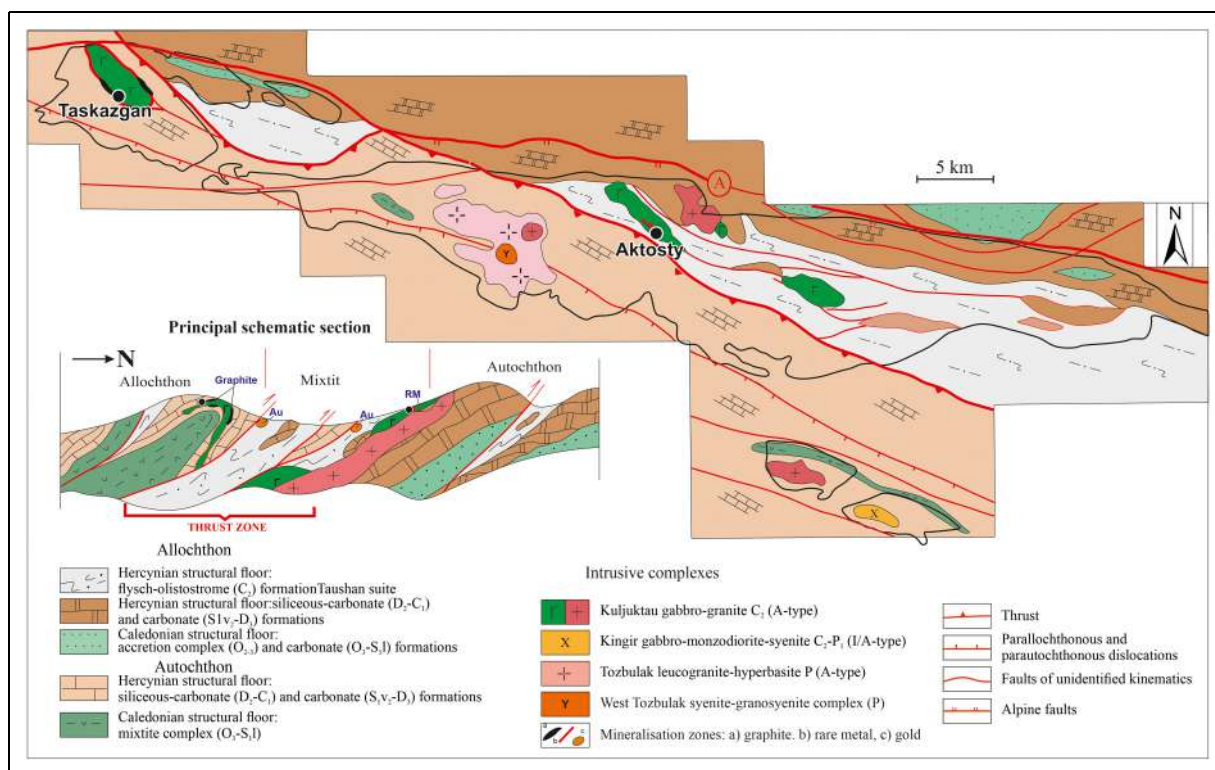 Taskazgan
A
5 km
N
Aktosty
Y
Principal schematic section
N
Allochthon
Graphite
Mixtit
Autochthon
RM
Au
Au
THRUST ZONE
X
Allochthon
Hercynian structural floor:
flysch-olistostrome (C₂) formationTaushan suite
Hercynian structural floor:siliceous-carbonate (D₂-C₁)
and carbonate (S1v₂-D₃) formations
Caledonian structural floor:
accretion complex (O₂₋₃) and carbonate (O₃-S₁l) formations
Autochthon
Hercynian structural floor:
siliceous-carbonate (D₂-C₁) and carbonate (S₁v₂-D₃) formations
Caledonian structural floor:
mixtite complex (O₃-S₁l)
Intrusive complexes
Г Kuljuktau gabbro-granite C₂ (A-type)
X Kingir gabbro-monzodiorite-syenite C₂-P₁ (I/A-type)
Tozbulak leucogranite-hyperbasite P (A-type)
Y West Tozbulak syenite-granosyenite complex (P)
a b c Mineralisation zones: a) graphite. b) rare metal, c) gold
Thrust
Parallochthonous and
parautochthonous dislocations
Faults of unidentified kinematics
Alpine faults